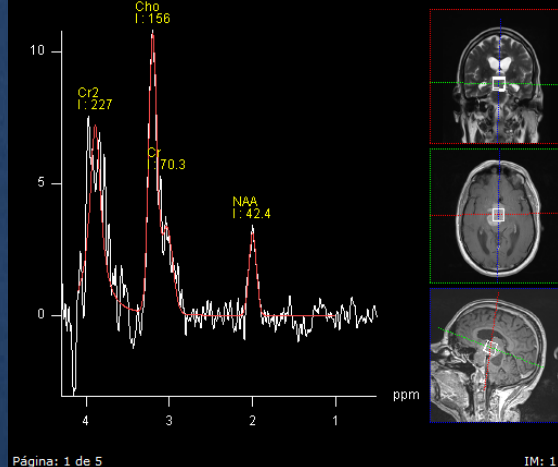 Cho
I : 156
10
Cr2
I : 227
Cr
I : 70.3
5
NAA
I : 42.4
0
ppm
4 3 2 1
Página: 1 de 5 IM: 1